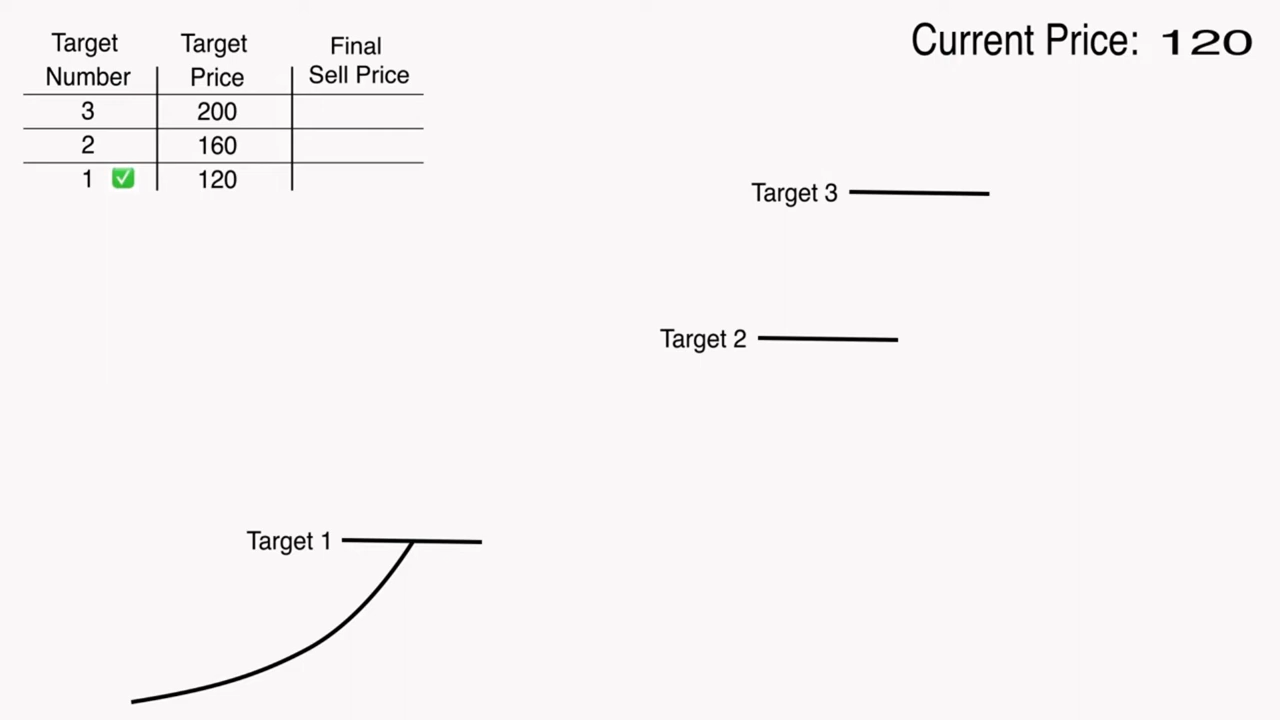 Target Number Target Price Final Sell Price
3 200
2 160
1 ✅ 120
Current Price: 120
Target 3
Target 2
Target 1